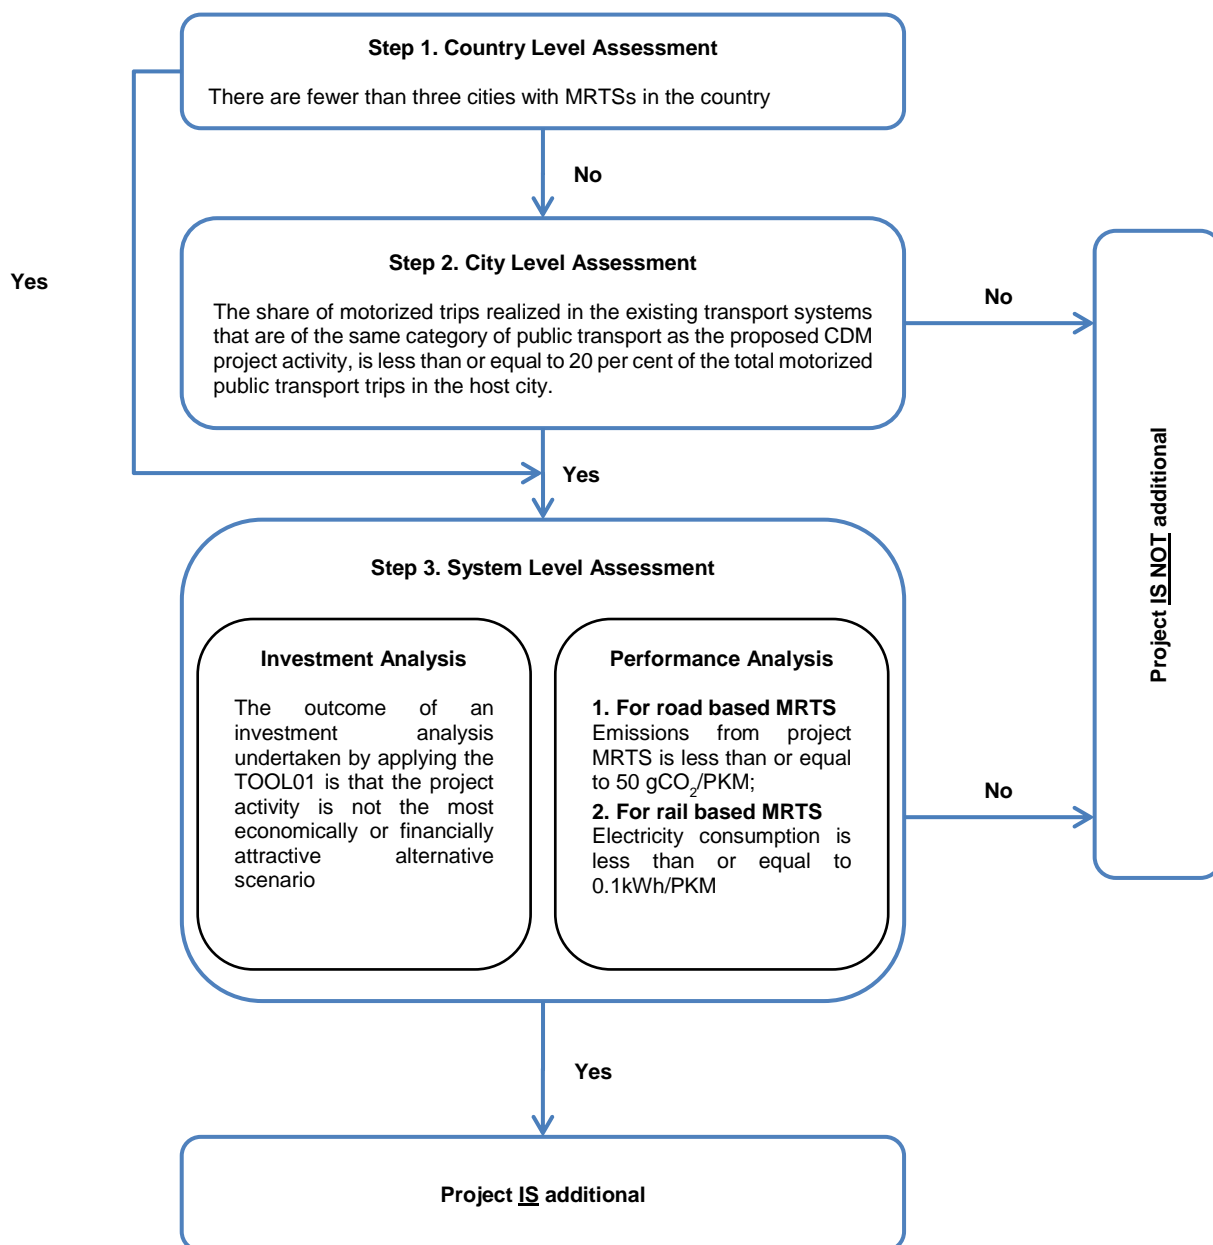 Step 1. Country Level Assessment
There are fewer than three cities with MRTSs in the country
No
Yes
Step 2. City Level Assessment
The share of motorized trips realized in the existing transport systems
that are of the same category of public transport as the proposed CDM
project activity, is less than or equal to 20 per cent of the total motorized
public transport trips in the host city.
No
Yes
Project IS NOT additional
Step 3. System Level Assessment
Investment Analysis
The outcome of an
investment analysis
undertaken by applying the
TOOL01 is that the project
activity is not the most
economically or financially
attractive alternative
scenario
Performance Analysis
1. For road based MRTS
Emissions from project
MRTS is less than or equal
to 50 gCO₂/PKM;
2. For rail based MRTS
Electricity consumption is
less than or equal to
0.1kWh/PKM
No
Yes
Project IS additional